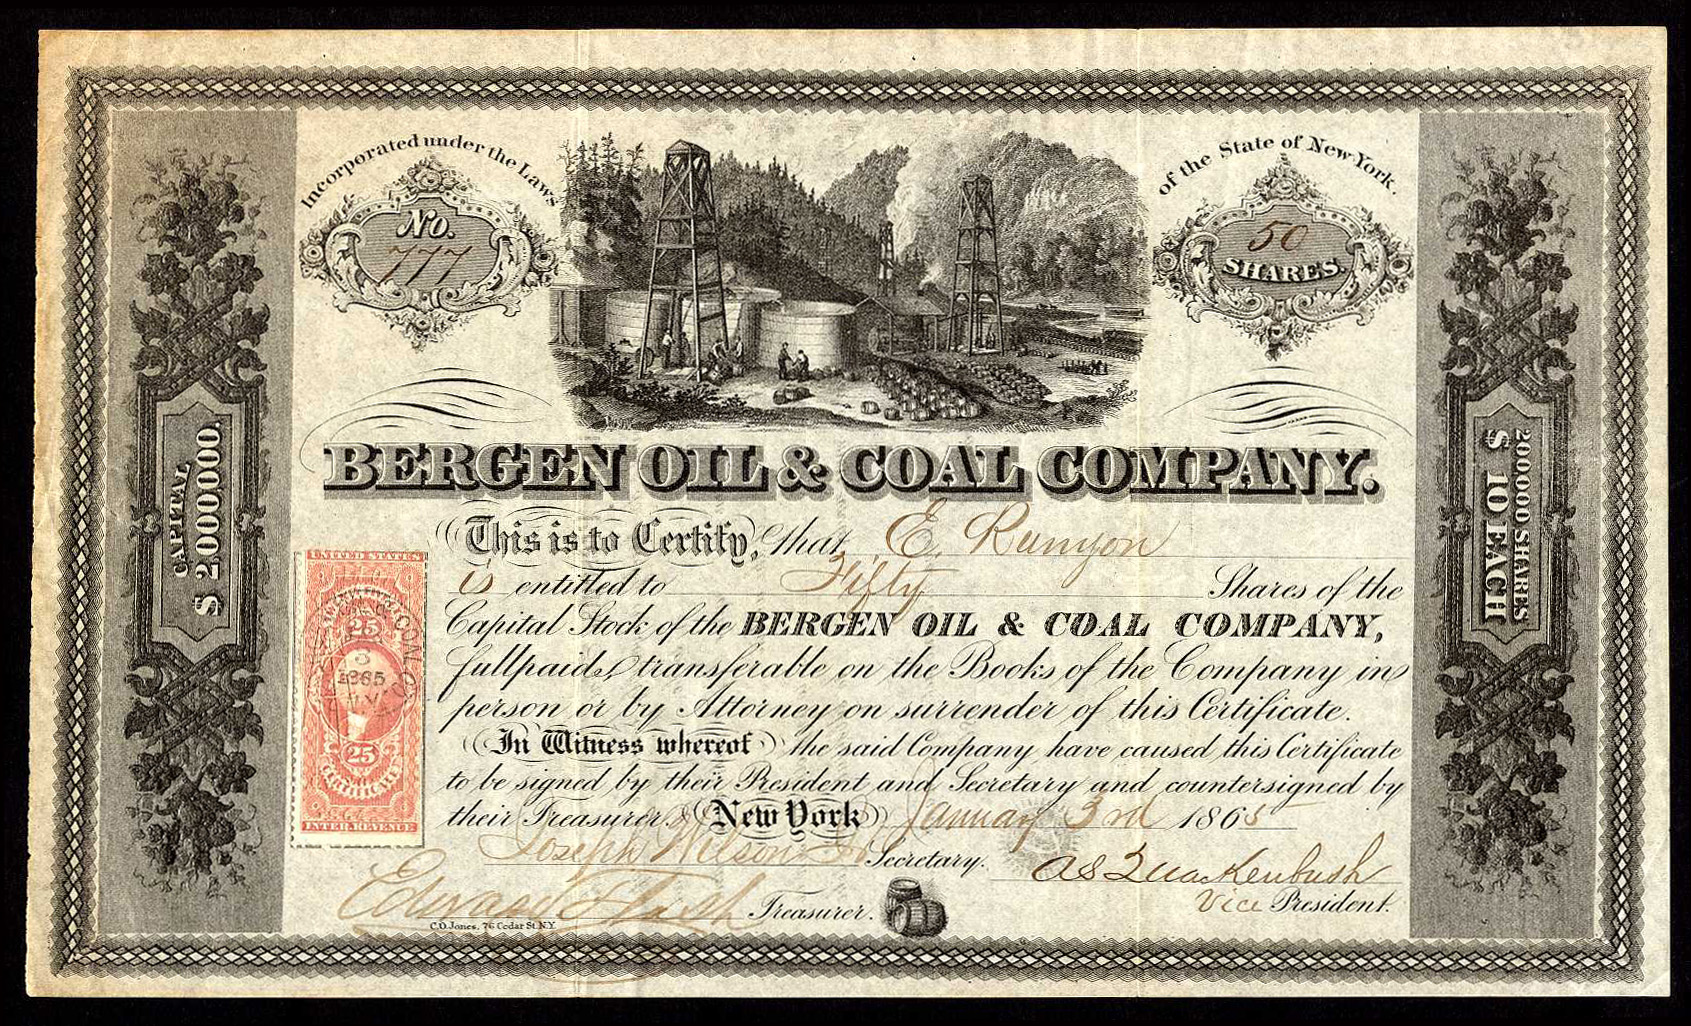 Incorporated under the Laws
of the State of New-York.
No.
777
50
SHARES.
BERGEN OIL & COAL COMPANY.
This is to Certify, that E. Runyon
is entitled to Fifty Shares of the
Capital Stock of the BERGEN OIL & COAL COMPANY,
fullpaid & transferable on the Books of the Company in
person or by Attorney on surrender of this Certificate.
In Witness whereof the said Company have caused this Certificate
to be signed by their President and Secretary and countersigned by
their Treasurer. New York January 3rd 1865
Joseph Wilson Jr Secretary.
A S Quackenbush
Vice President.
Edward Treasurer.
C.O. Jones, 76 Cedar St. N.Y.
CAPITAL
$ 2,000,000.
200,000 SHARES
$ 10 EACH
UNITED STATES
25
3
1865
N.Y.
25
CERTIFICATE
INTER. REVENUE